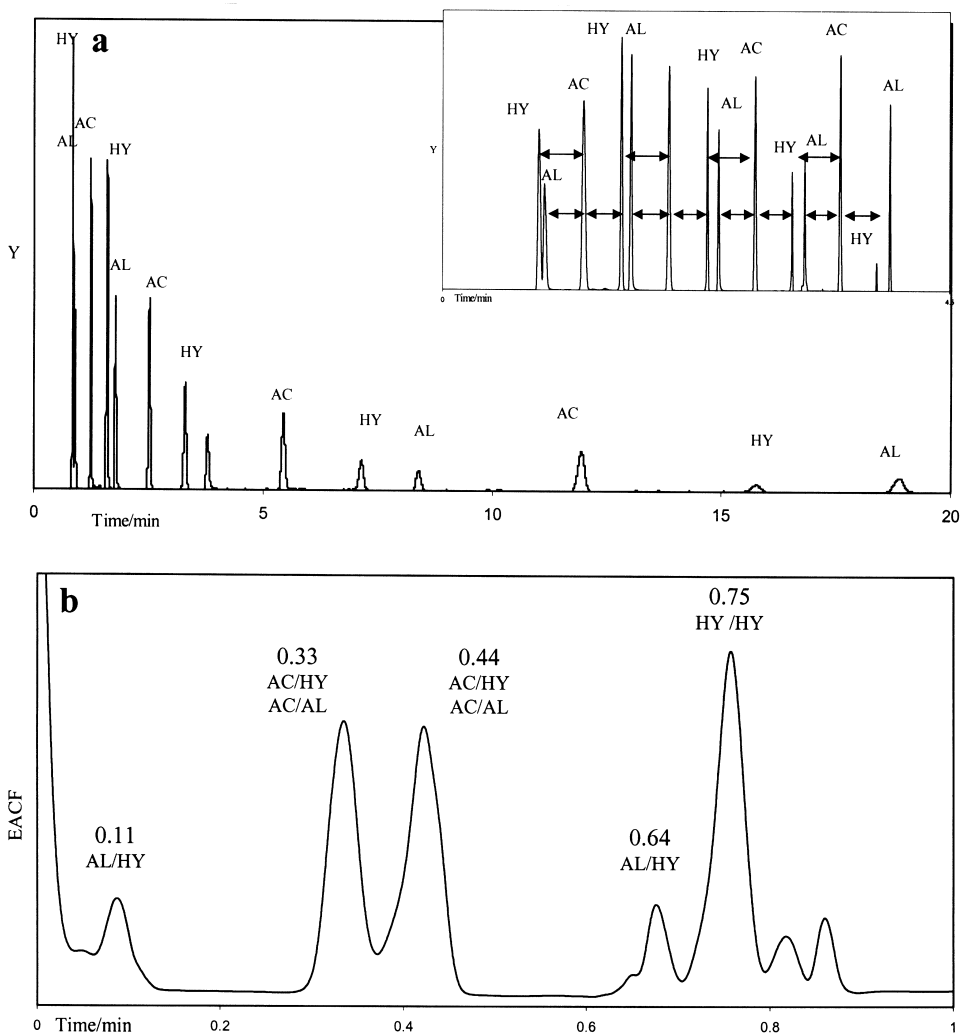 a
HY
AC
AL
HY
AL
AC
HY
AC
HY
AL
AC
HY
AL
Y
0
5
10
15
20
Time/min
HY
AL
AC
HY
AL
HY
AL
AC
HY
AL
AC
HY
AL
Y
0
Time/min
b
0.11
AL/HY
0.33
AC/HY
AC/AL
0.44
AC/HY
AC/AL
0.64
AL/HY
0.75
HY /HY
EACF
0
Time/min
0.2
0.4
0.6
0.8
1